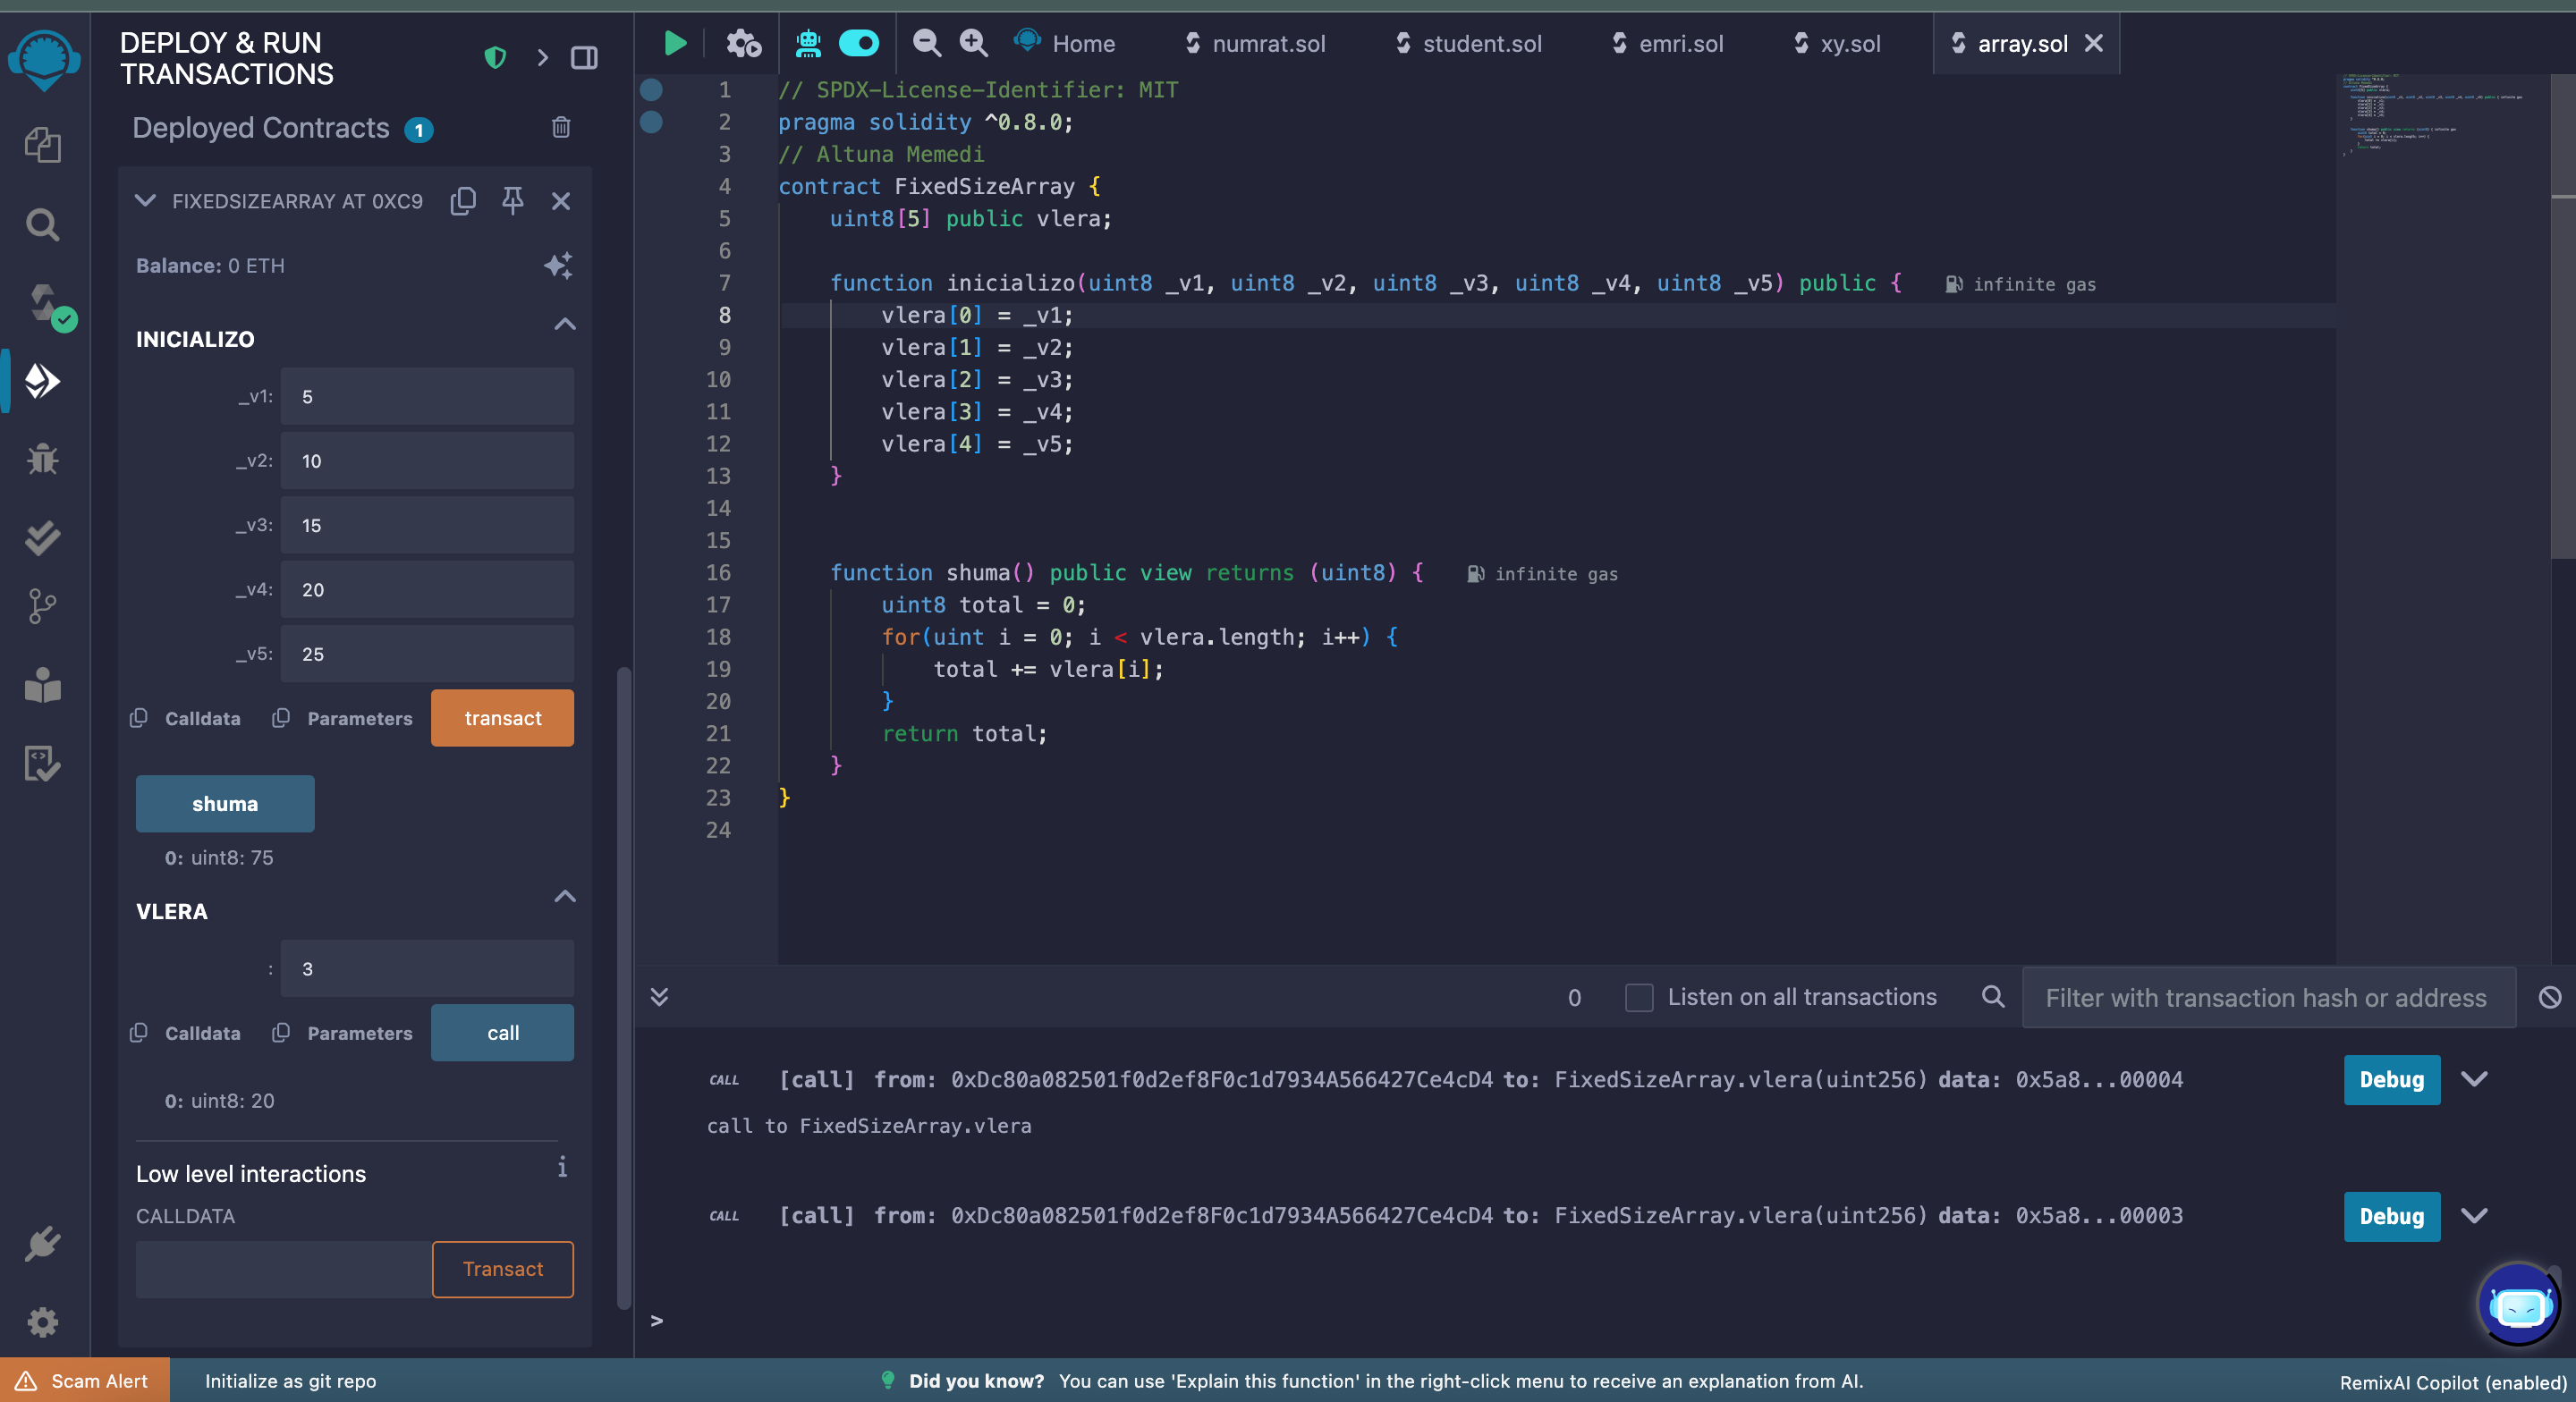 DEPLOY & RUN
TRANSACTIONS
Deployed Contracts 1
FIXEDSIZEARRAY AT 0XC9
Balance: 0 ETH
INICIALIZO
_v1: 5
_v2: 10
_v3: 15
_v4: 20
_v5: 25
Calldata Parameters transact
shuma
0: uint8: 75
VLERA
: 3
Calldata Parameters call
0: uint8: 20
Low level interactions i
CALLDATA
Transact
Home numrat.sol student.sol emri.sol xy.sol array.sol
1 // SPDX-License-Identifier: MIT
2 pragma solidity ^0.8.0;
3 // Altuna Memedi
4 contract FixedSizeArray {
5 uint8[5] public vlera;
6
7 function inicializo(uint8 _v1, uint8 _v2, uint8 _v3, uint8 _v4, uint8 _v5) public { infinite gas
8 vlera[0] = _v1;
9 vlera[1] = _v2;
10 vlera[2] = _v3;
11 vlera[3] = _v4;
12 vlera[4] = _v5;
13 }
14
15
16 function shuma() public view returns (uint8) { infinite gas
17 uint8 total = 0;
18 for(uint i = 0; i < vlera.length; i++) {
19 total += vlera[i];
20 }
21 return total;
22 }
23 }
24
0 Listen on all transactions Filter with transaction hash or address
CALL [call] from: 0xDc80a082501f0d2ef8F0c1d7934A566427Ce4cD4 to: FixedSizeArray.vlera(uint256) data: 0x5a8...00004 Debug
call to FixedSizeArray.vlera
CALL [call] from: 0xDc80a082501f0d2ef8F0c1d7934A566427Ce4cD4 to: FixedSizeArray.vlera(uint256) data: 0x5a8...00003 Debug
>
Scam Alert Initialize as git repo Did you know? You can use 'Explain this function' in the right-click menu to receive an explanation from AI. RemixAI Copilot (enabled)